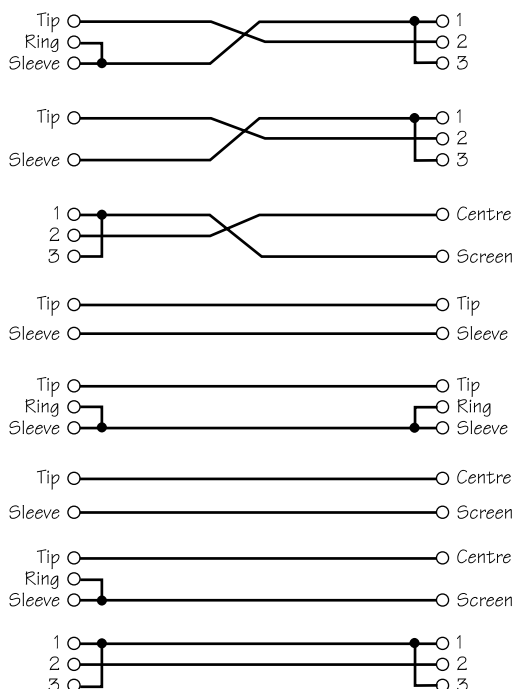 Tip 1
Ring 2
Sleeve 3
Tip 1
2
Sleeve 3
1 Centre
2
3 Screen
Tip Tip
Sleeve Sleeve
Tip Tip
Ring Ring
Sleeve Sleeve
Tip Centre
Sleeve Screen
Tip Centre
Ring
Sleeve Screen
1 1
2 2
3 3